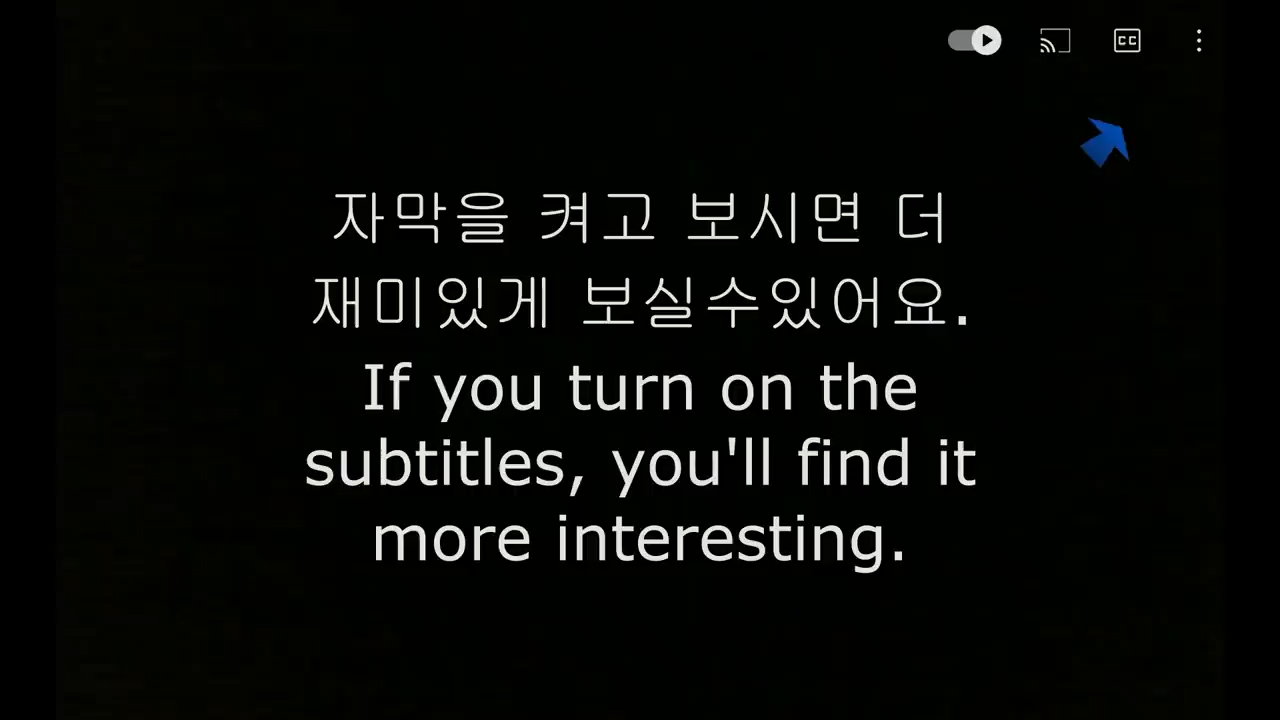 CC
자막을 켜고 보시면 더
재미있게 보실수있어요.
If you turn on the
subtitles, you'll find it
more interesting.